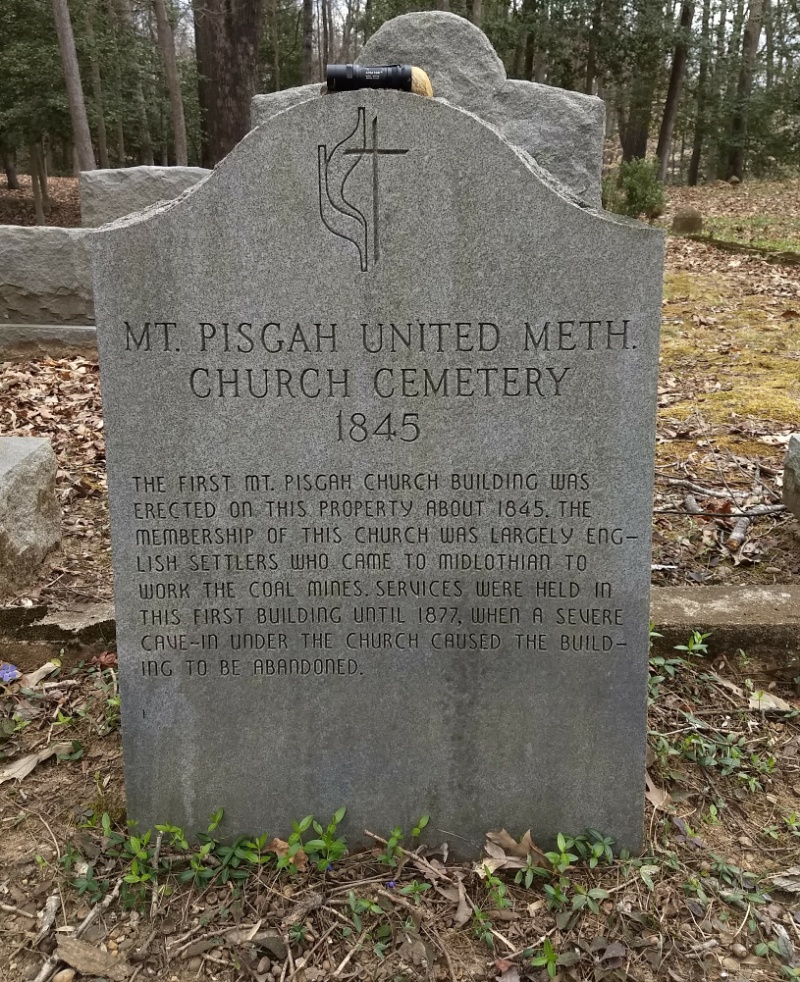 MT. PISGAH UNITED METH.
CHURCH CEMETERY
1845
THE FIRST MT. PISGAH CHURCH BUILDING WAS
ERECTED ON THIS PROPERTY ABOUT 1845. THE
MEMBERSHIP OF THIS CHURCH WAS LARGELY ENG-
LISH SETTLERS WHO CAME TO MIDLOTHIAN TO
WORK THE COAL MINES. SERVICES WERE HELD IN
THIS FIRST BUILDING UNTIL 1877, WHEN A SEVERE
CAVE-IN UNDER THE CHURCH CAUSED THE BUILD-
ING TO BE ABANDONED.